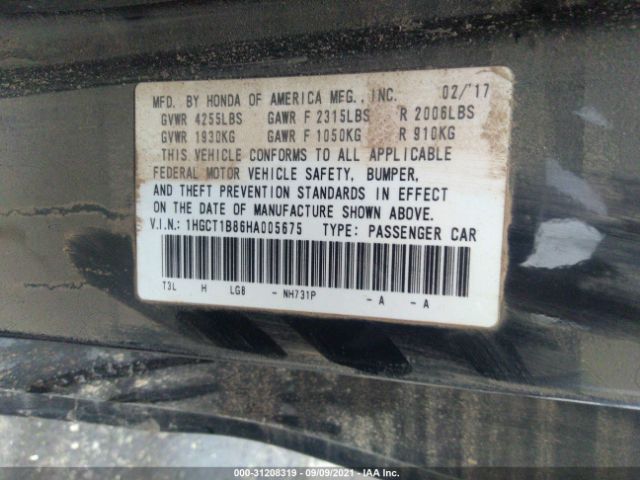 MFD. BY HONDA OF AMERICA MFG., INC. 02/'17
GVWR 4255LBS GAWR F 2315LBS R 2006LBS
GVWR 1930KG GAWR F 1050KG R 910KG
THIS VEHICLE CONFORMS TO ALL APPLICABLE
FEDERAL MOTOR VEHICLE SAFETY, BUMPER,
AND THEFT PREVENTION STANDARDS IN EFFECT
ON THE DATE OF MANUFACTURE SHOWN ABOVE.
V.I.N.: 1HGCT1B86HA005675 TYPE: PASSENGER CAR
T3L H LG8 - NH731P - A - A
000-31208319 - 09/09/2021 - IAA Inc.